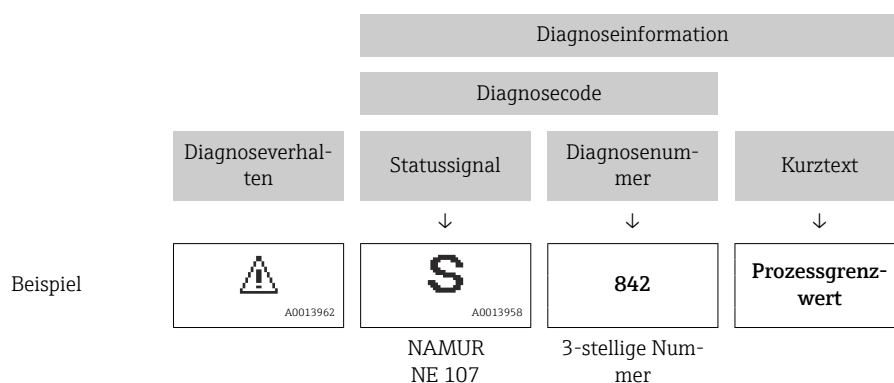 Diagnoseinformation
Diagnosecode
Diagnoseverhal-
ten
Statussignal
Diagnosenum-
mer
Kurztext
↓ ↓ ↓
Beispiel
A0013962
S
A0013958
842
Prozessgrenz-
wert
NAMUR
NE 107
3-stellige Num-
mer